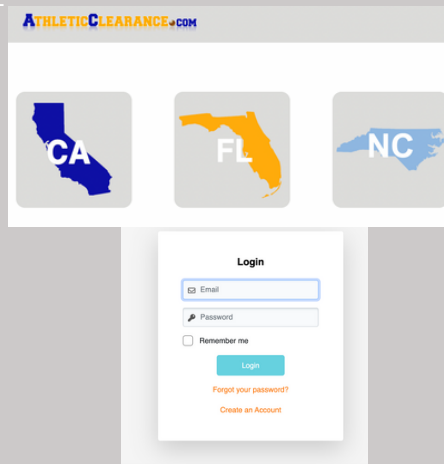 ATHLETICCLEARANCE.COM
CA FL NC
Login
Email
Password
Remember me
Login
Forgot your password?
Create an Account